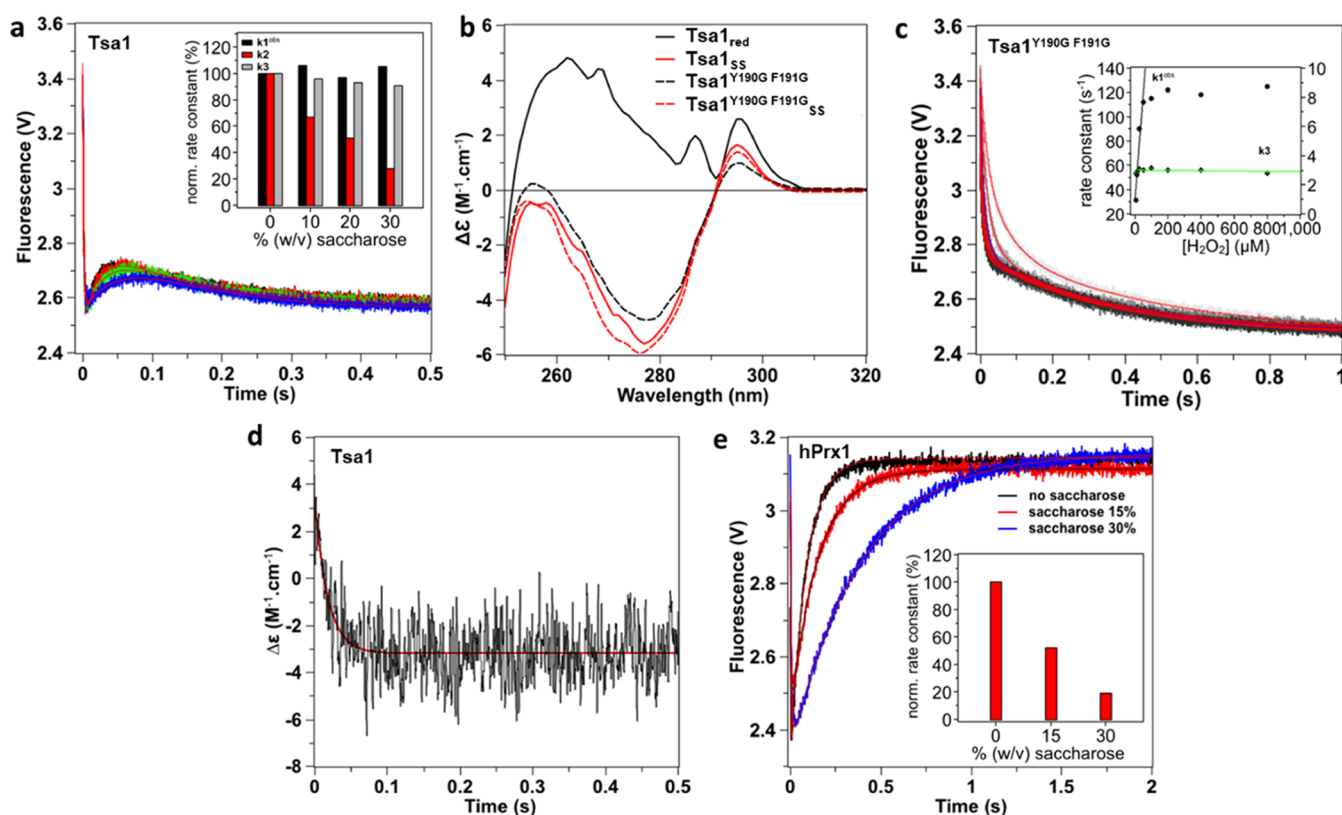 a
Tsa1
Fluorescence (V)
3.6
3.4
3.2
3
2.8
2.6
2.4
0
0.1
0.2
0.3
0.4
0.5
Time (s)
norm. rate constant (%)
140
120
100
80
60
40
20
0
k1obs
k2
k3
0
10
20
30
% (w/v) saccharose
b
Δε (M⁻¹.cm⁻¹)
6
4
2
0
-2
-4
-6
260
280
300
320
Wavelength (nm)
Tsa1red
Tsa1SS
Tsa1Y190G F191G
Tsa1Y190G F191GSS
c
Tsa1Y190G F191G
Fluorescence (V)
3.6
3.4
3.2
3
2.8
2.6
2.4
0
0.2
0.4
0.6
0.8
1
Time (s)
rate constant (s⁻¹)
140
120
100
80
60
40
20
k1obs
k3
10
8
6
4
2
0
0
200
400
600
8001,000
[H₂O₂] (µM)
d
Tsa1
Δε (M⁻¹.cm⁻¹)
6
4
2
0
-2
-4
-6
-8
0
0.1
0.2
0.3
0.4
0.5
Time (s)
e
hPrx1
Fluorescence (V)
3.2
3
2.8
2.6
2.4
0
0.5
1
1.5
2
Time (s)
no saccharose
saccharose 15%
saccharose 30%
norm. rate constant (%)
120
100
80
60
40
20
0
0
15
30
% (w/v) saccharose